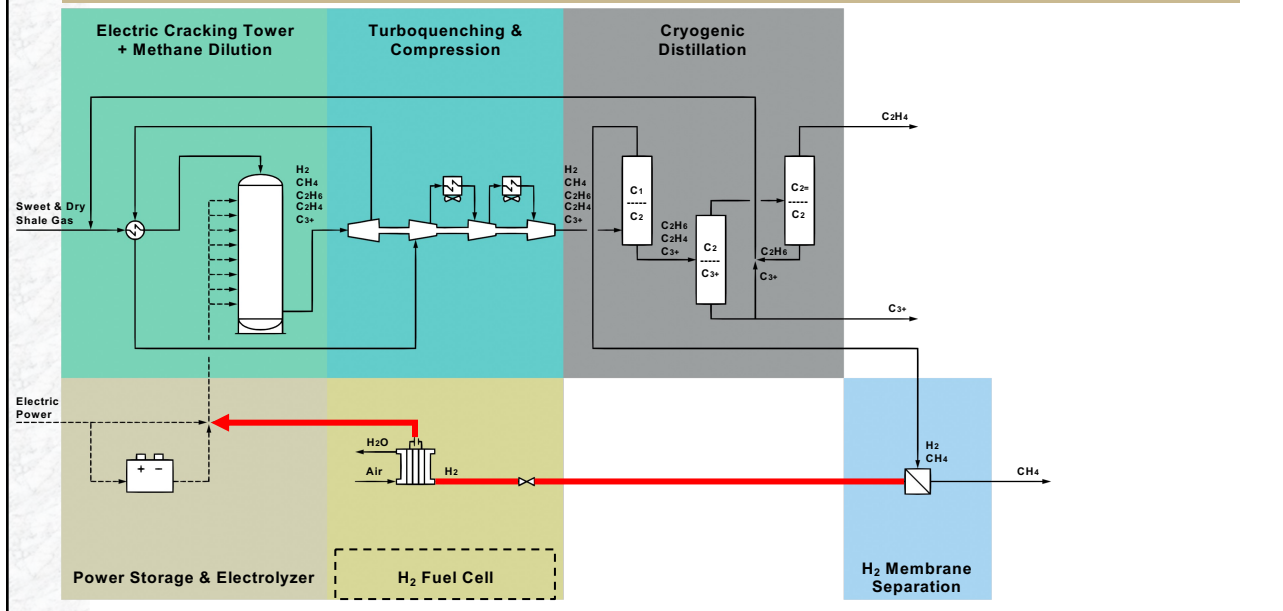 Electric Cracking Tower
+ Methane Dilution
Turboquenching &
Compression
Cryogenic
Distillation
C2H4
H2
CH4
C2H6
C2H4
C3+
H2
CH4
C2H6
C2H4
C3+
C1
-----
C2
C2=
-----
C2
Sweet & Dry
Shale Gas
C2H6
C2H4
C3+
C2
-----
C3+
C2H6
C3+
C3+
Electric
Power
+ −
H2O
Air
H2
H2
CH4
CH4
Power Storage & Electrolyzer
H2 Fuel Cell
H2 Membrane
Separation